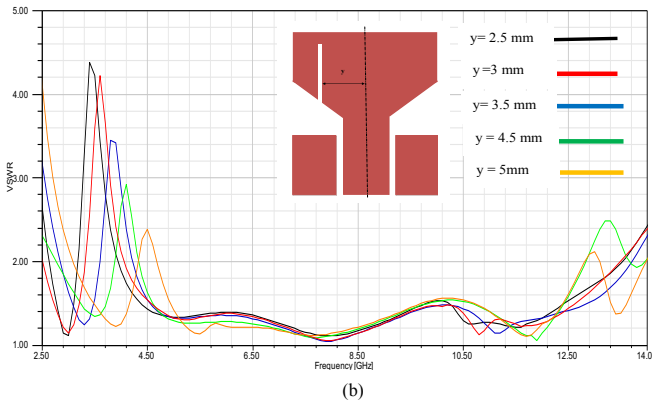 5.00
4.00
3.00
2.00
1.00
VSWR
y
y= 2.5 mm
y =3 mm
y= 3.5 mm
y = 4.5 mm
y = 5mm
2.50 4.50 6.50 8.50 10.50 12.50 14.0
Frequency [GHz]
(b)